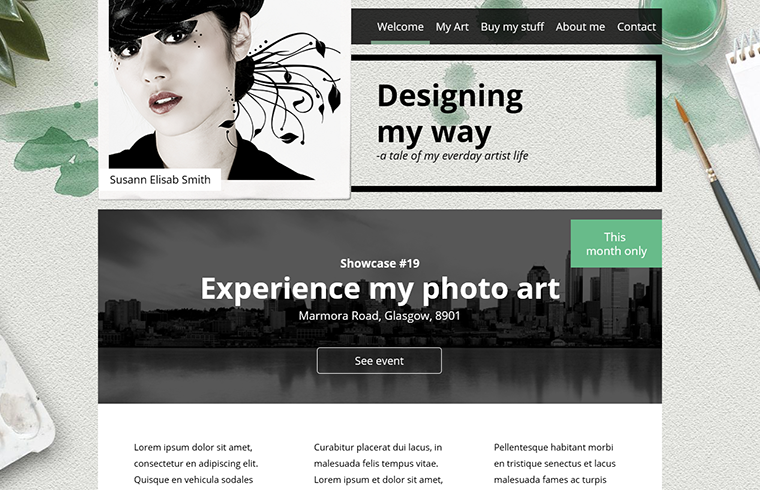 Welcome My Art Buy my stuff About me Contact
Designing
my way
-a tale of my everday artist life
Susann Elisab Smith
This
month only
Showcase #19
Experience my photo art
Marmora Road, Glasgow, 8901
See event
Lorem ipsum dolor sit amet,
consectetur en adipiscing elit.
Quisque en vehicula sodales
Curabitur placerat dui lacus, in
malesuada felis tempus vitae.
Lorem ipsum et dolor sit amet,
Pellentesque habitant morbi
en tristique senectus et lacus
malesuada fames ac turpis